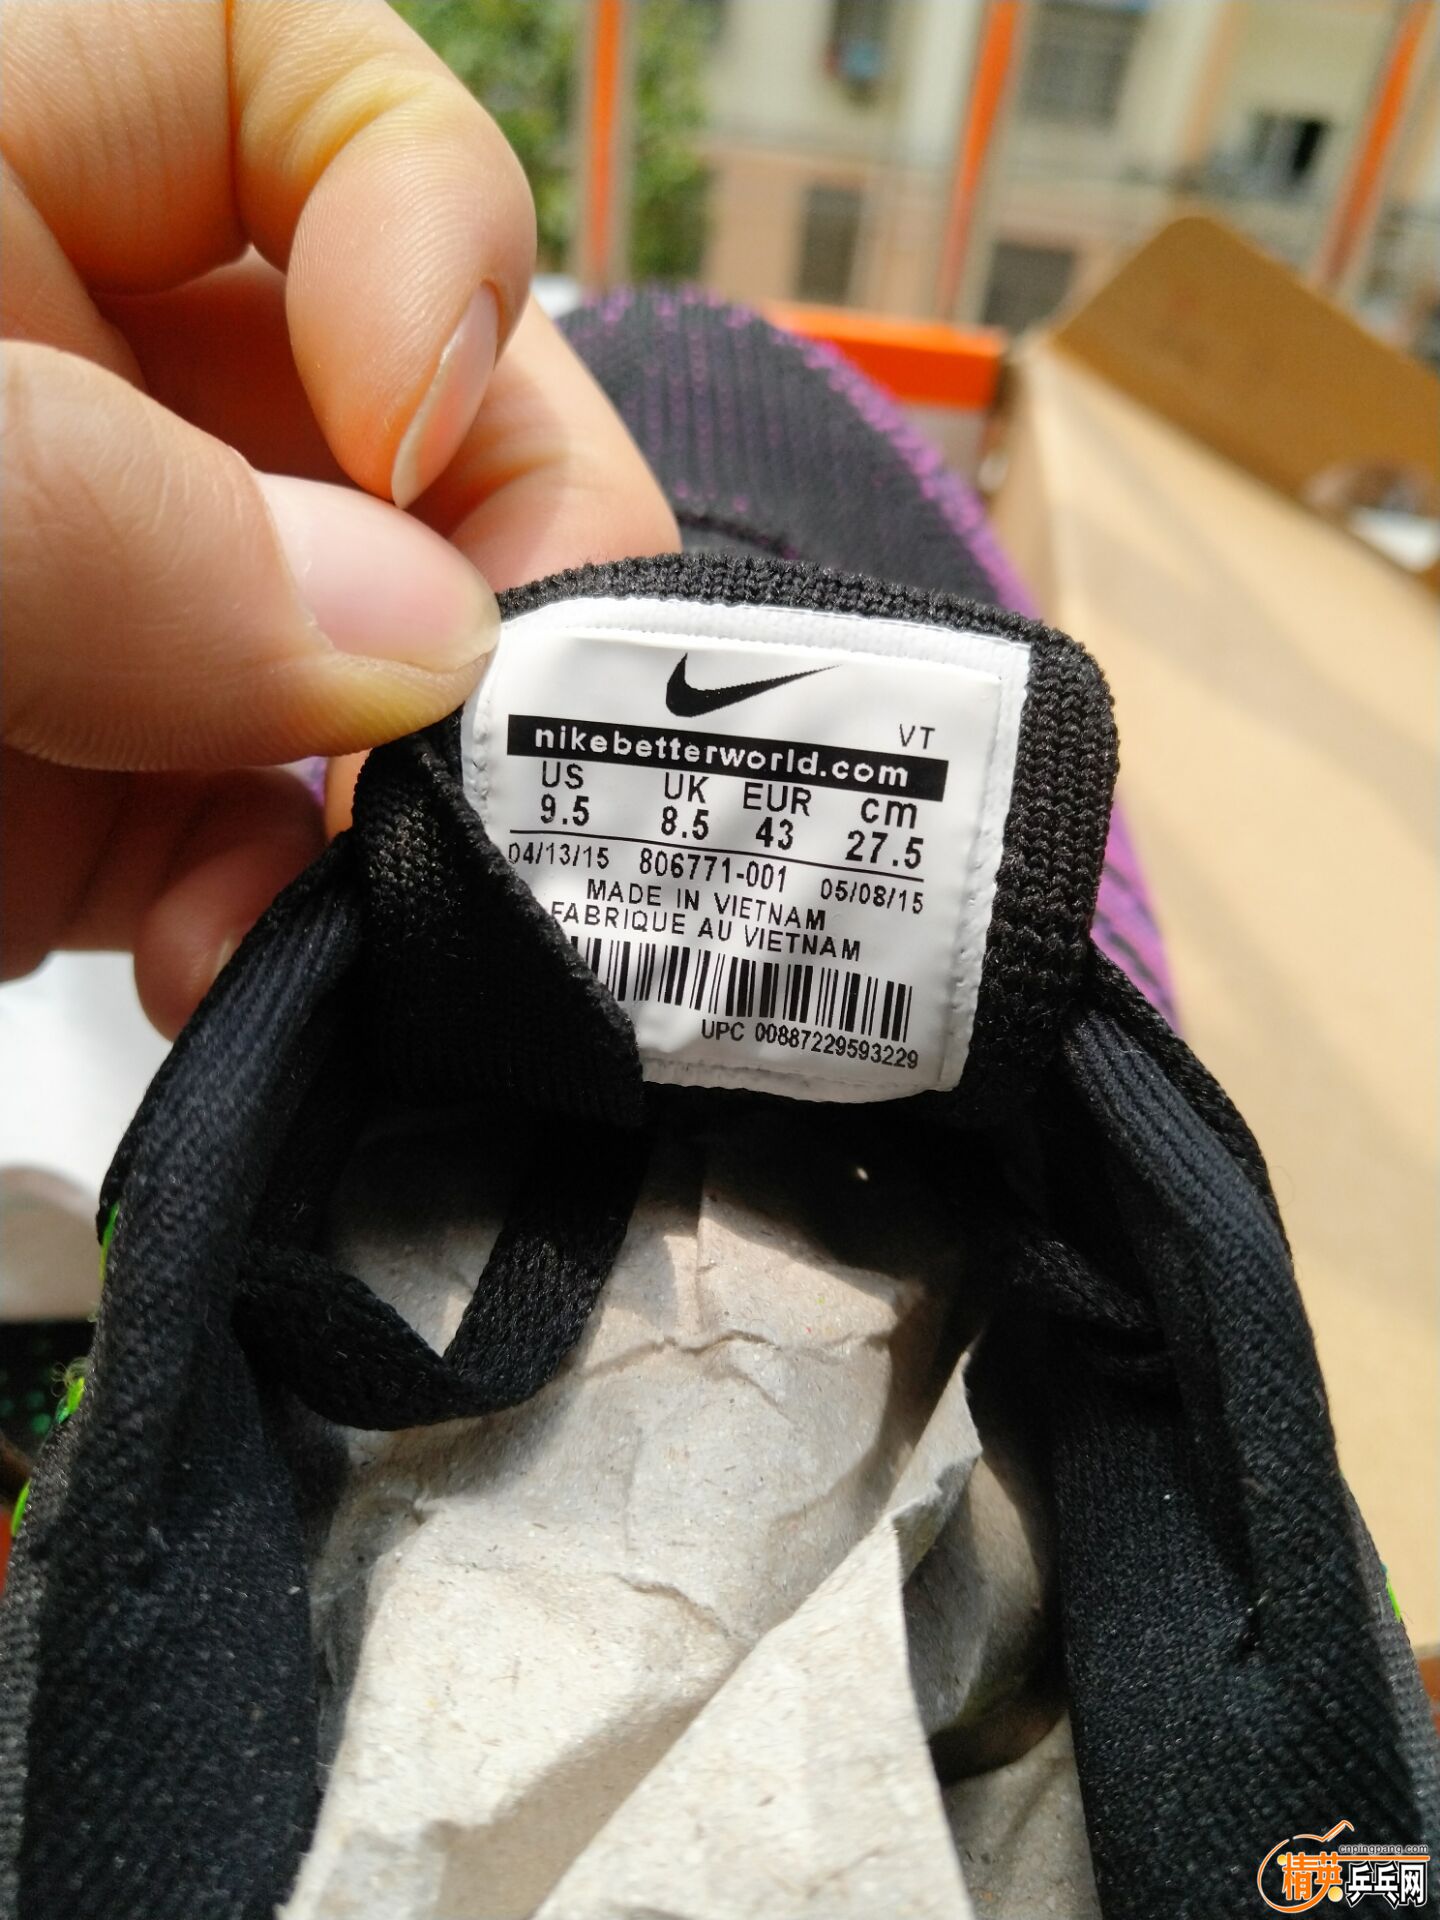 VT
nikebetterworld.com
US UK EUR cm
9.5 8.5 43 27.5
04/13/15 806771-001 05/08/15
MADE IN VIETNAM
FABRIQUE AU VIETNAM
UPC 00887229593229
cnpingpang.com
精英乒乓网